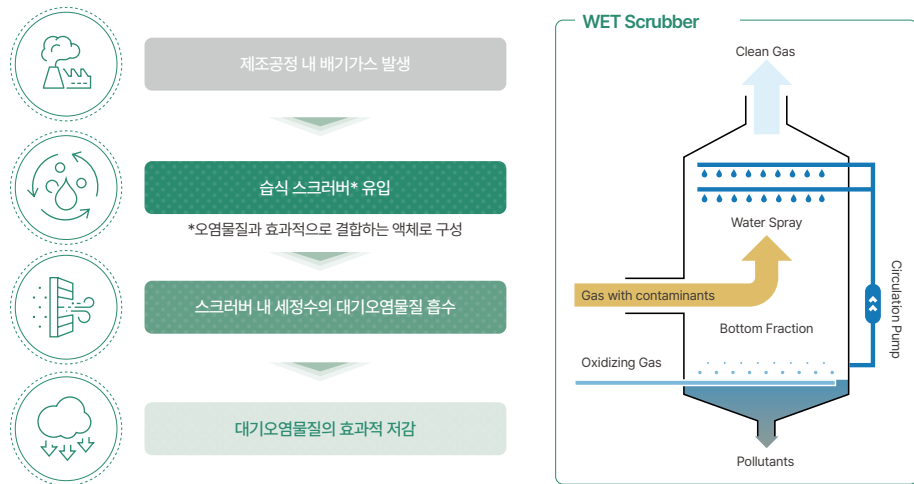 제조공정 내 배기가스 발생
습식 스크러버* 유입
*오염물질과 효과적으로 결합하는 액체로 구성
스크러버 내 세정수의 대기오염물질 흡수
대기오염물질의 효과적 저감
WET Scrubber
Clean Gas
Water Spray
Gas with contaminants
Circulation Pump
Bottom Fraction
Oxidizing Gas
Pollutants